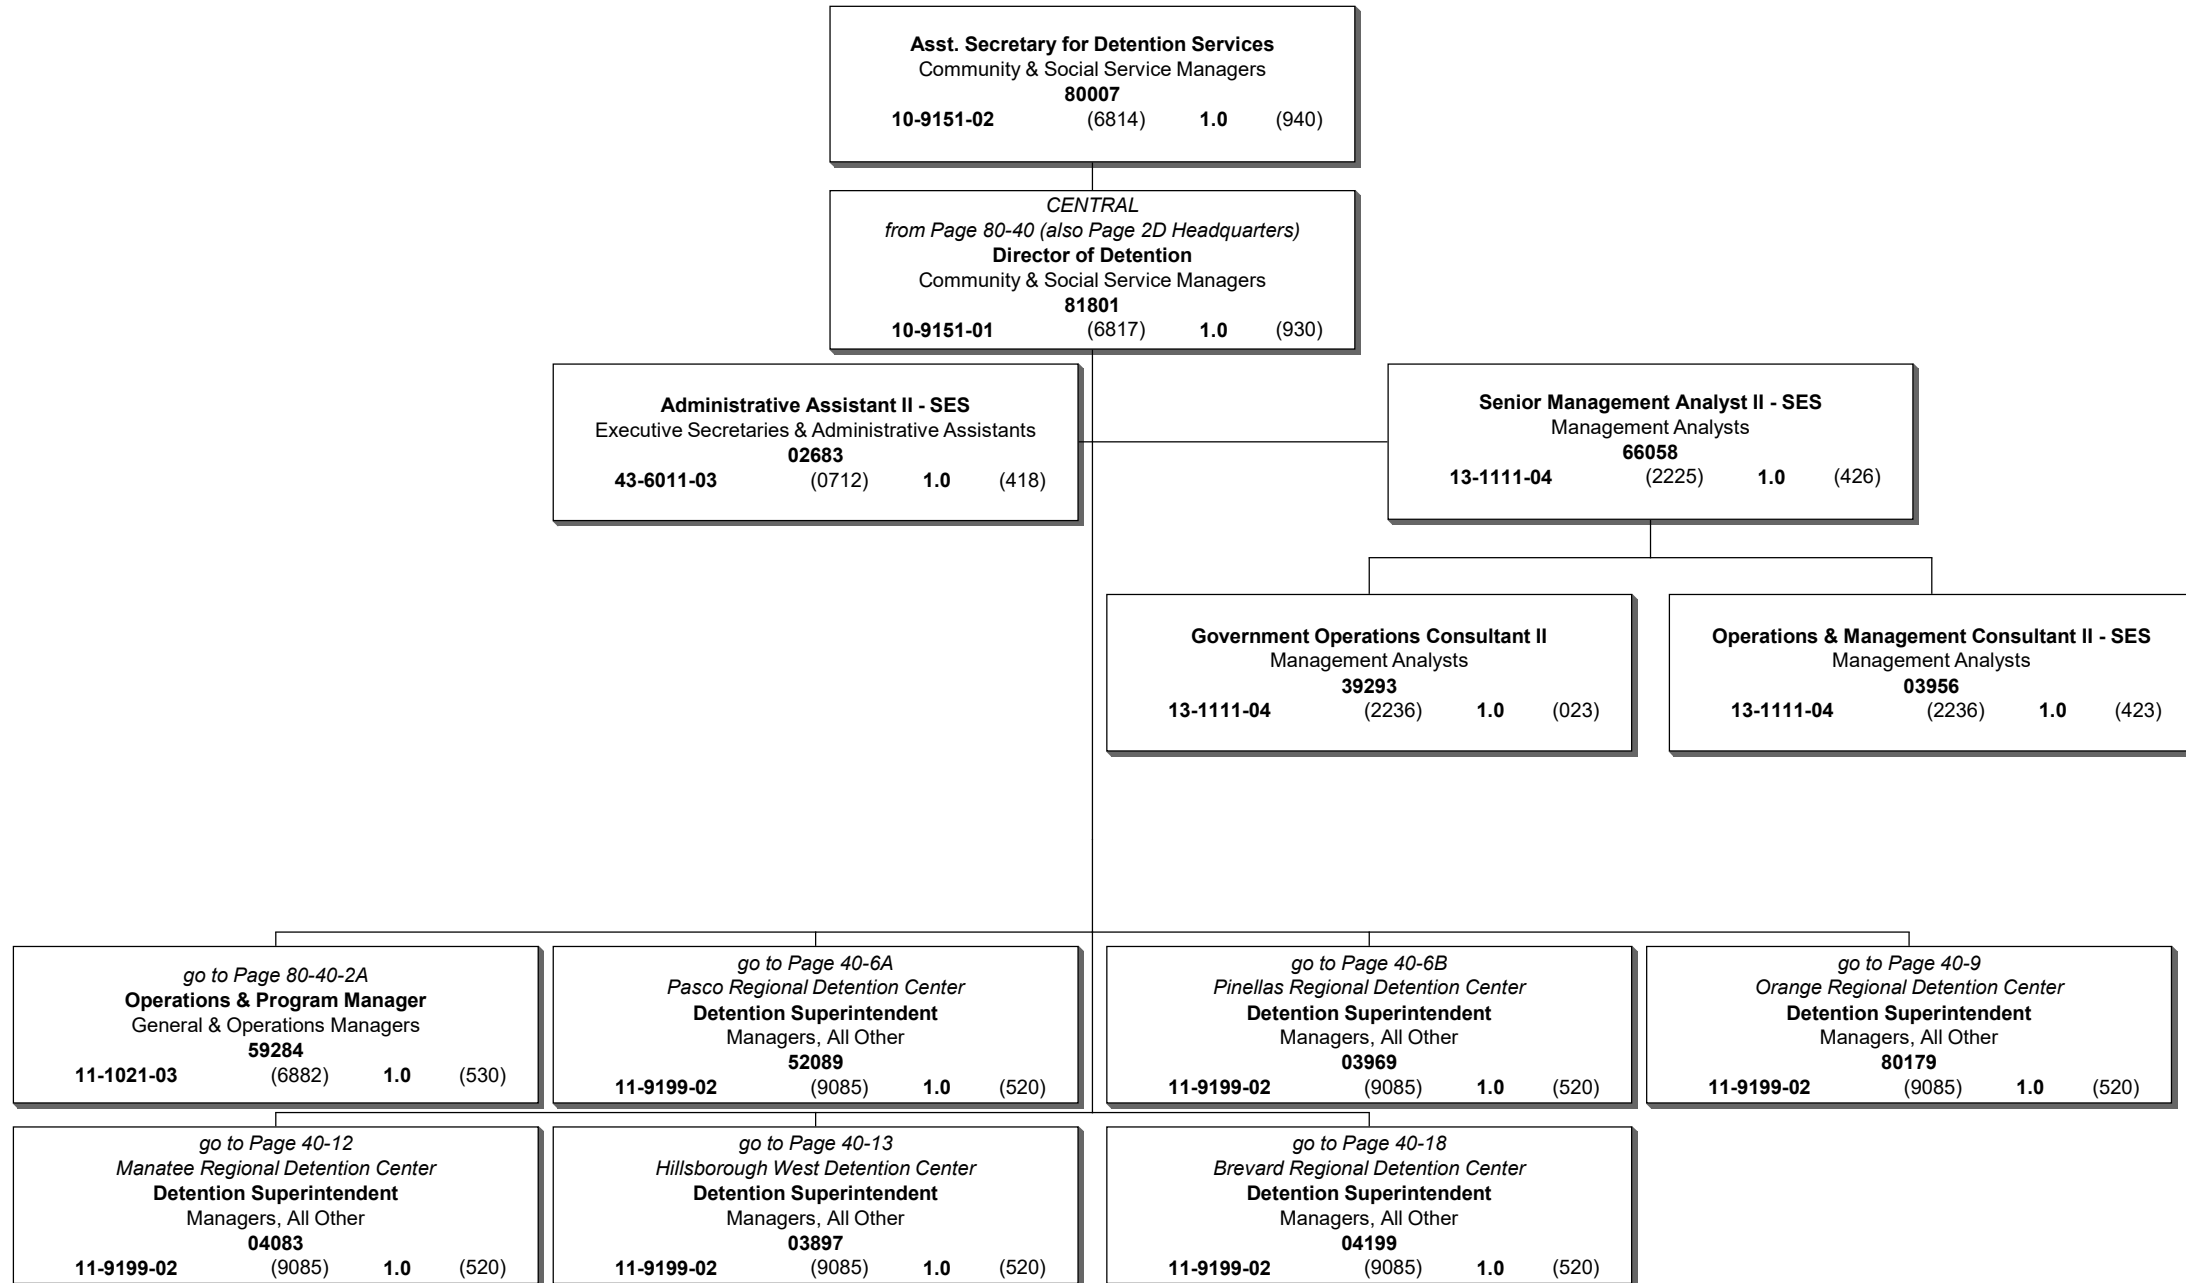 Asst. Secretary for Detention Services
Community & Social Service Managers
80007
10-9151-02 (6814) 1.0 (940)
CENTRAL
from Page 80-40 (also Page 2D Headquarters)
Director of Detention
Community & Social Service Managers
81801
10-9151-01 (6817) 1.0 (930)
Administrative Assistant II - SES
Executive Secretaries & Administrative Assistants
02683
43-6011-03 (0712) 1.0 (418)
Senior Management Analyst II - SES
Management Analysts
66058
13-1111-04 (2225) 1.0 (426)
Government Operations Consultant II
Management Analysts
39293
13-1111-04 (2236) 1.0 (023)
Operations & Management Consultant II - SES
Management Analysts
03956
13-1111-04 (2236) 1.0 (423)
go to Page 80-40-2A
Operations & Program Manager
General & Operations Managers
59284
11-1021-03 (6882) 1.0 (530)
go to Page 40-6A
Pasco Regional Detention Center
Detention Superintendent
Managers, All Other
52089
11-9199-02 (9085) 1.0 (520)
go to Page 40-6B
Pinellas Regional Detention Center
Detention Superintendent
Managers, All Other
03969
11-9199-02 (9085) 1.0 (520)
go to Page 40-9
Orange Regional Detention Center
Detention Superintendent
Managers, All Other
80179
11-9199-02 (9085) 1.0 (520)
go to Page 40-12
Manatee Regional Detention Center
Detention Superintendent
Managers, All Other
04083
11-9199-02 (9085) 1.0 (520)
go to Page 40-13
Hillsborough West Detention Center
Detention Superintendent
Managers, All Other
03897
11-9199-02 (9085) 1.0 (520)
go to Page 40-18
Brevard Regional Detention Center
Detention Superintendent
Managers, All Other
04199
11-9199-02 (9085) 1.0 (520)